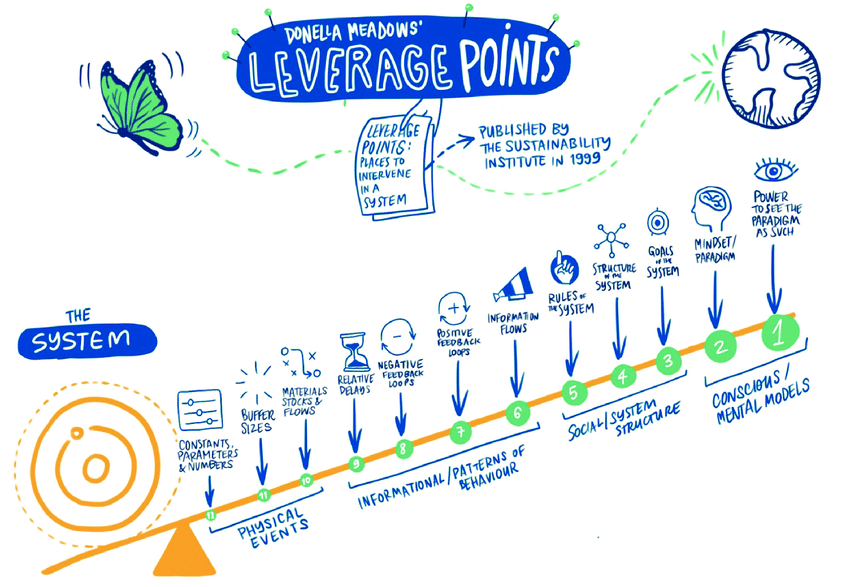 DONELLA MEADOWS'
LEVERAGE POINTS
LEVERAGE
POINTS:
PLACES TO
INTERVENE
IN A
SYSTEM
PUBLISHED BY
THE SUSTAINABILITY
INSTITUTE IN 1999
THE
SYSTEM
CONSTANTS,
PARAMETERS
& NUMBERS
BUFFER
SIZES
MATERIALS
STOCKS &
FLOWS
RELATIVE
DELAYS
NEGATIVE
FEEDBACK
LOOPS
POSITIVE
FEEDBACK
LOOPS
INFORMATION
FLOWS
RULES OF
THE SYSTEM
STRUCTURE
OF THE
SYSTEM
GOALS
OF THE
SYSTEM
MINDSET/
PARADIGM
POWER
TO SEE THE
PARADIGM
AS SUCH
11
10
9
8
7
6
5
4
3
2
1
PHYSICAL
EVENTS
INFORMATIONAL/PATTERNS OF
BEHAVIOUR
SOCIAL/SYSTEM
STRUCTURE
CONSCIOUS/
MENTAL MODELS